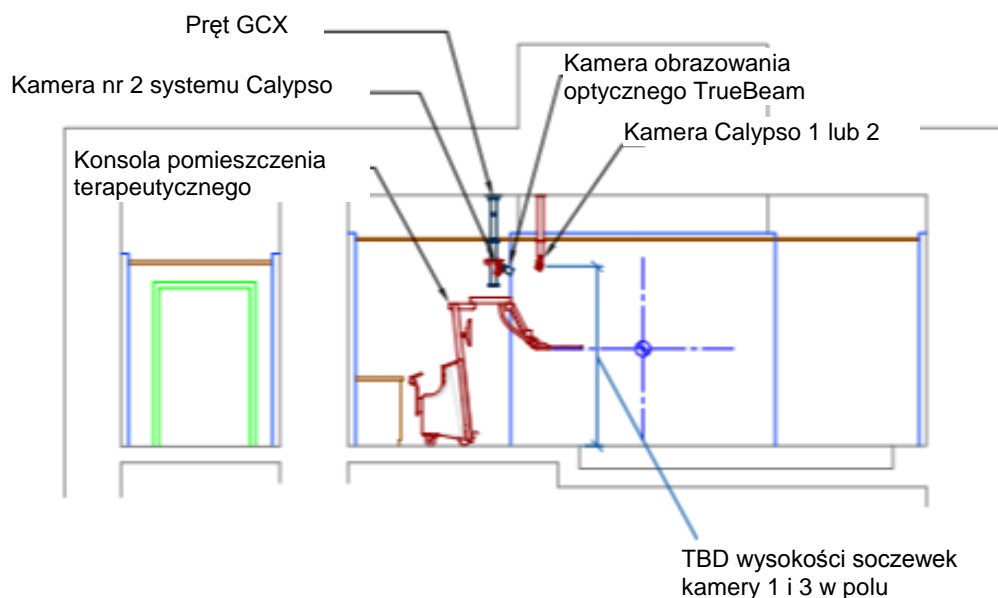 Pręt GCX
Kamera nr 2 systemu Calypso
Kamera obrazowania
optycznego TrueBeam
Kamera Calypso 1 lub 2
Konsola pomieszczenia
terapeutycznego
TBD wysokości soczewek
kamery 1 i 3 w polu